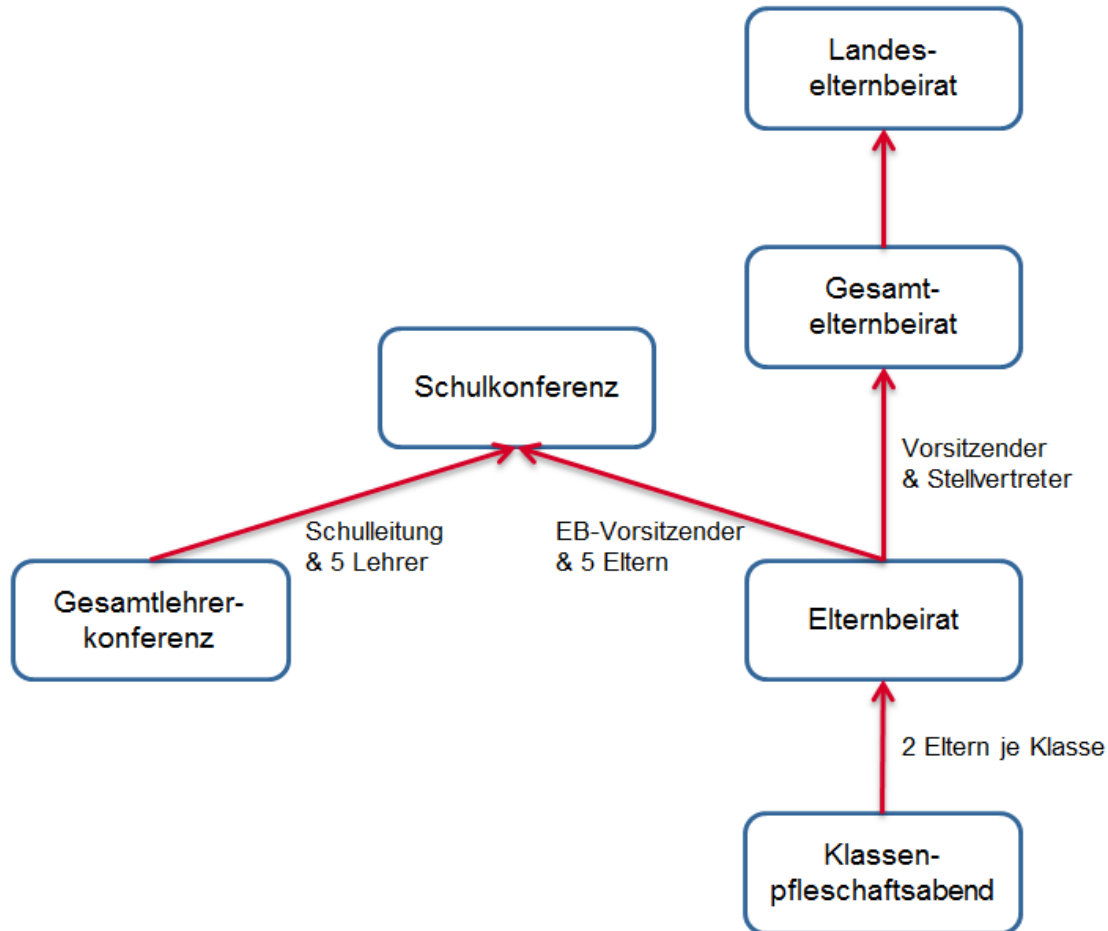 Landes-
elternbeirat
Gesamt-
elternbeirat
Schulkonferenz
Vorsitzender
& Stellvertreter
Schulleitung
& 5 Lehrer
EB-Vorsitzender
& 5 Eltern
Gesamtlehrer-
konferenz
Elternbeirat
2 Eltern je Klasse
Klassen-
pfleschaftsabend